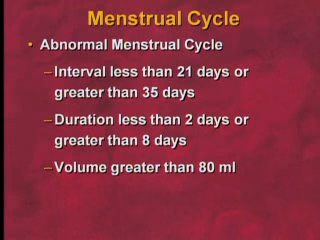 Menstrual Cycle
• Abnormal Menstrual Cycle
– Interval less than 21 days or
greater than 35 days
– Duration less than 2 days or
greater than 8 days
– Volume greater than 80 ml